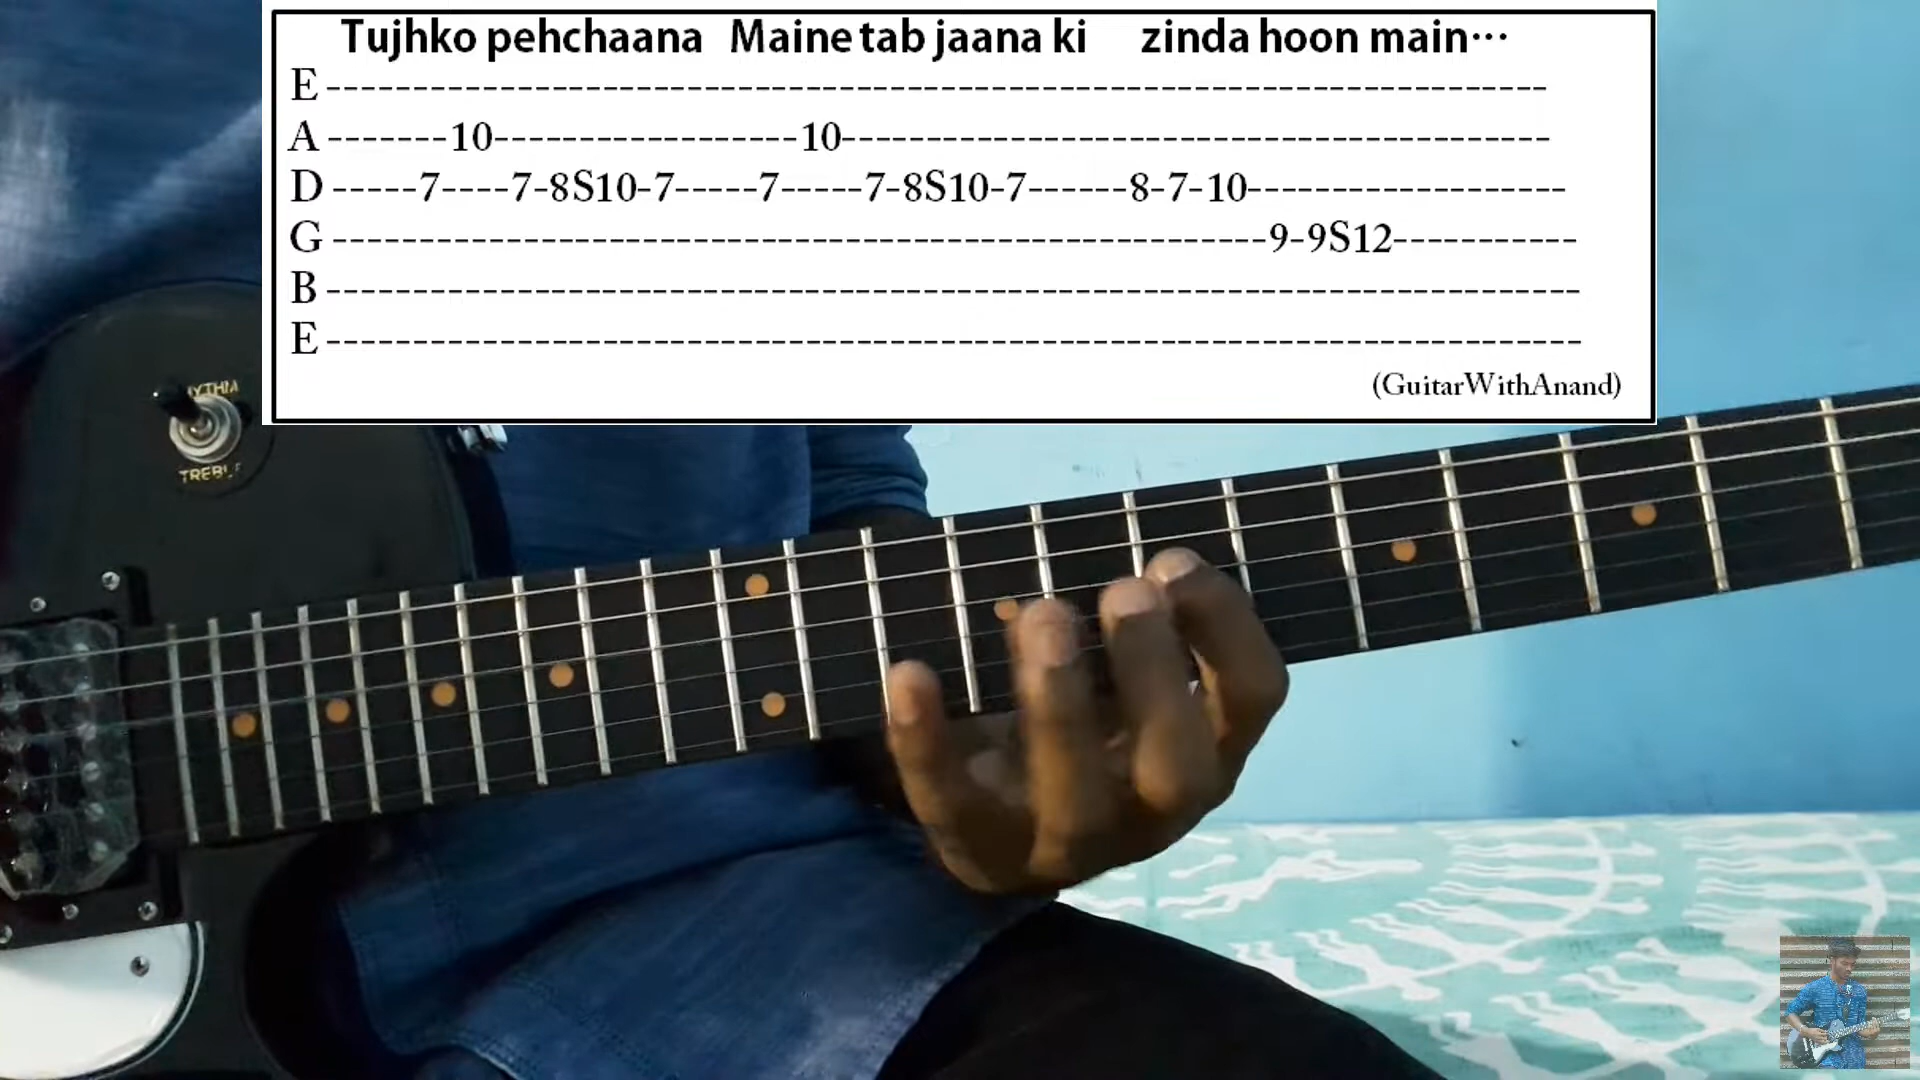 Tujhko pehchaana Maine tab jaana ki zinda hoon main...
E -----------------------------------------------------------------------
A -------10------------------10-----------------------------------------
D -----7----7-8S10-7-----7-----7-8S10-7------8-7-10-------------------
G -------------------------------------------------------9-9S12-----------
B -------------------------------------------------------------------------
E -------------------------------------------------------------------------
(GuitarWithAnand)
TREBLE